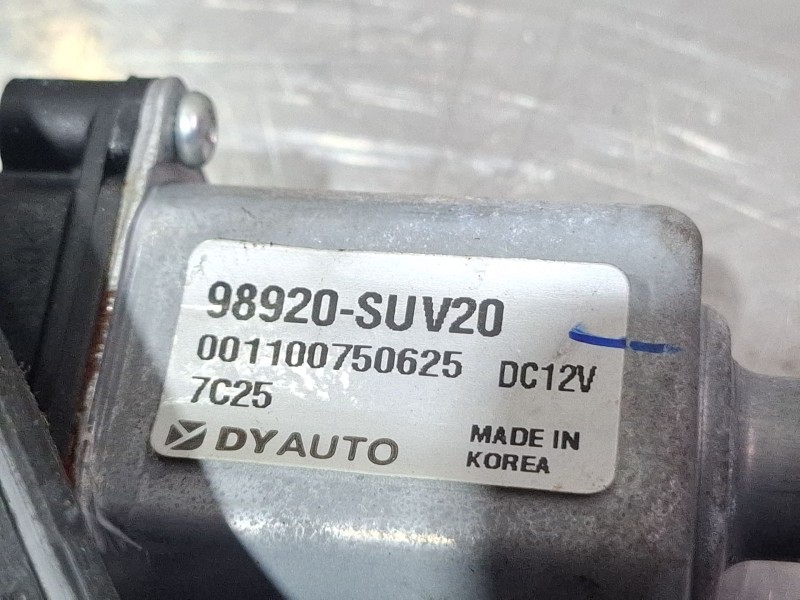 98920-SUV20
001100750625 DC12V
7C25
DYAUTO
MADE IN
KOREA